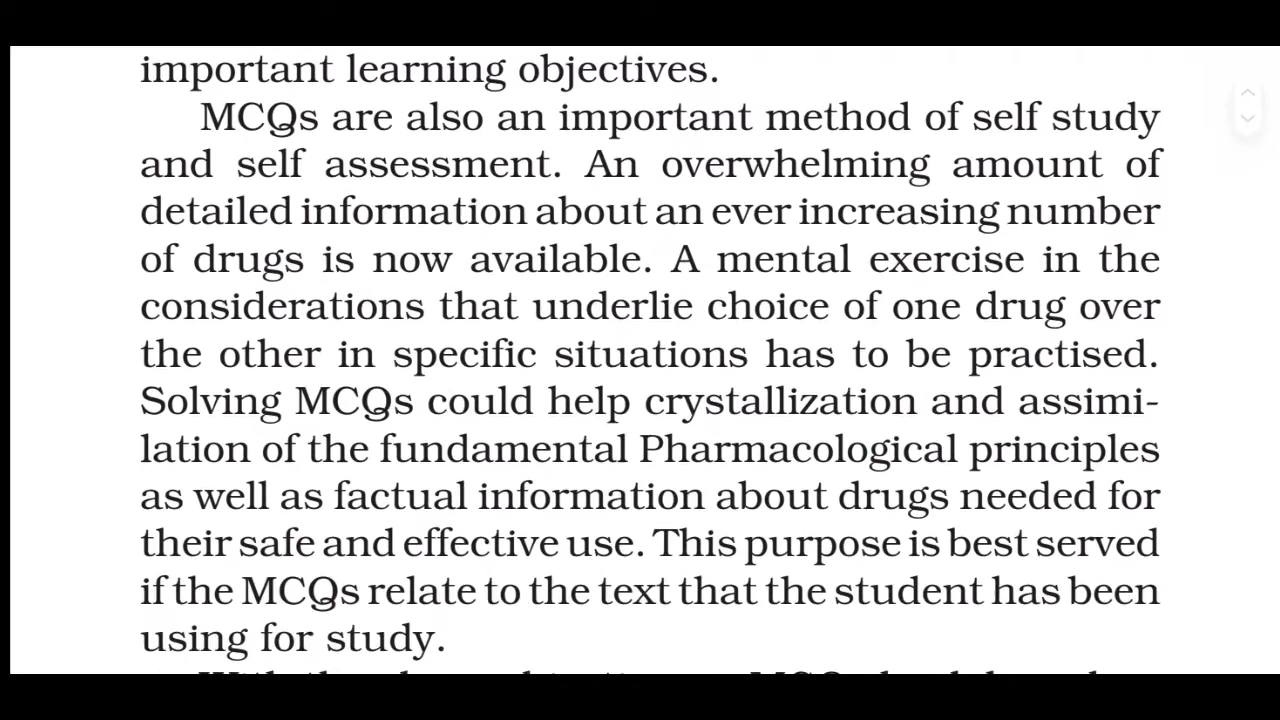 important learning objectives.
MCQs are also an important method of self study
and self assessment. An overwhelming amount of
detailed information about an ever increasing number
of drugs is now available. A mental exercise in the
considerations that underlie choice of one drug over
the other in specific situations has to be practised.
Solving MCQs could help crystallization and assimi-
lation of the fundamental Pharmacological principles
as well as factual information about drugs needed for
their safe and effective use. This purpose is best served
if the MCQs relate to the text that the student has been
using for study.